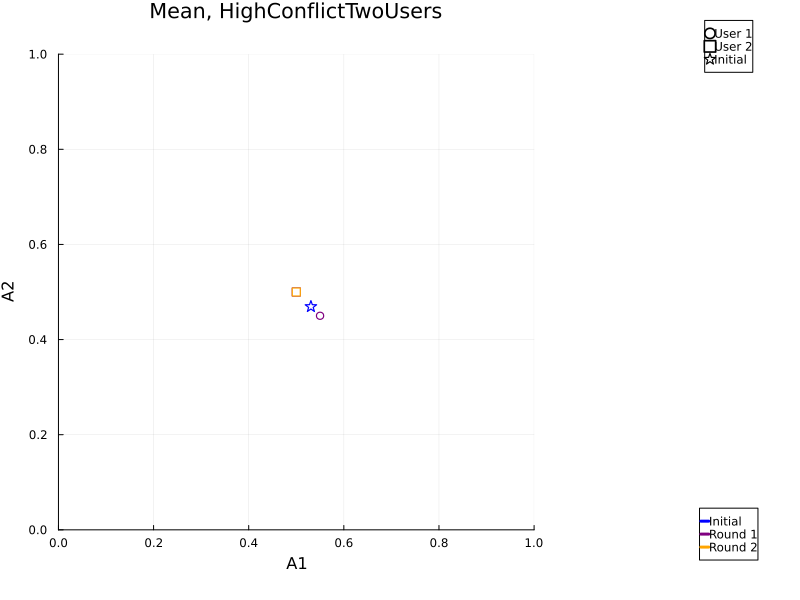 Mean, HighConflictTwoUsers
User 1
User 2
Initial
1.0
0.8
0.6
0.4
0.2
0.0
A2
0.0 0.2 0.4 0.6 0.8 1.0
A1
Initial
Round 1
Round 2